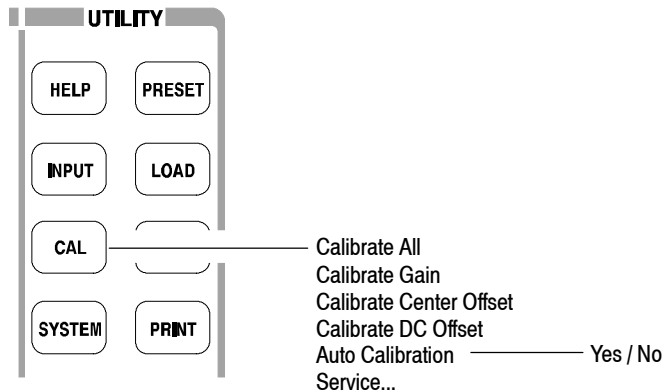 UTILITY
HELP PRESET
INPUT LOAD
CAL
SYSTEM PRINT
Calibrate All
Calibrate Gain
Calibrate Center Offset
Calibrate DC Offset
Auto Calibration Yes / No
Service...